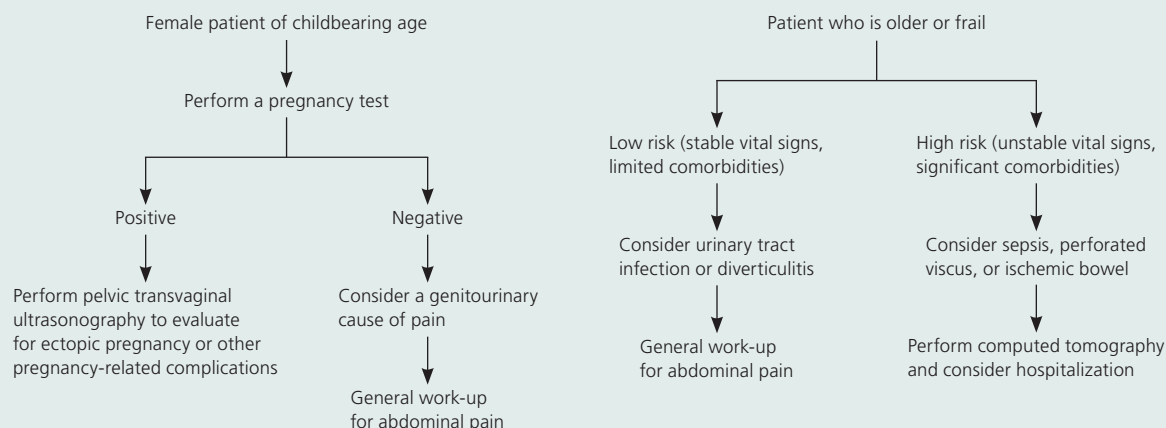 Female patient of childbearing age
Perform a pregnancy test
Positive
Negative
Perform pelvic transvaginal
ultrasonography to evaluate
for ectopic pregnancy or other
pregnancy-related complications
Consider a genitourinary
cause of pain
General work-up
for abdominal pain
Patient who is older or frail
Low risk (stable vital signs,
limited comorbidities)
Consider urinary tract
infection or diverticulitis
General work-up
for abdominal pain
High risk (unstable vital signs,
significant comorbidities)
Consider sepsis, perforated
viscus, or ischemic bowel
Perform computed tomography
and consider hospitalization